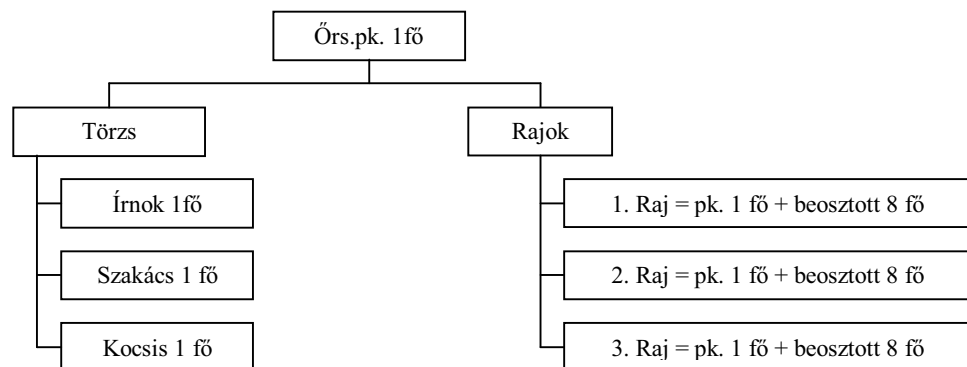 Őrs.pk. 1fő
Törzs
Írnok 1fő
Szakács 1 fő
Kocsis 1 fő
Rajok
1. Raj = pk. 1 fő + beosztott 8 fő
2. Raj = pk. 1 fő + beosztott 8 fő
3. Raj = pk. 1 fő + beosztott 8 fő